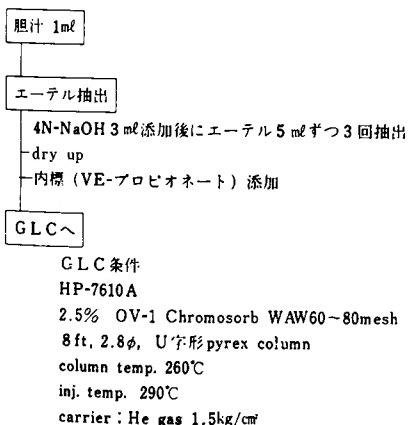 胆汁 1mℓ
エーテル抽出
4N-NaOH 3 mℓ添加後にエーテル 5 mℓずつ 3 回抽出
dry up
内標 (VE-プロピオネート) 添加
GLCへ
GLC条件
HP-7610A
2.5% OV-1 Chromosorb WAW60~80mesh
8ft, 2.8φ, U字形pyrex column
column temp. 260℃
inj. temp. 290℃
carrier : He gas 1.5kg/cm²